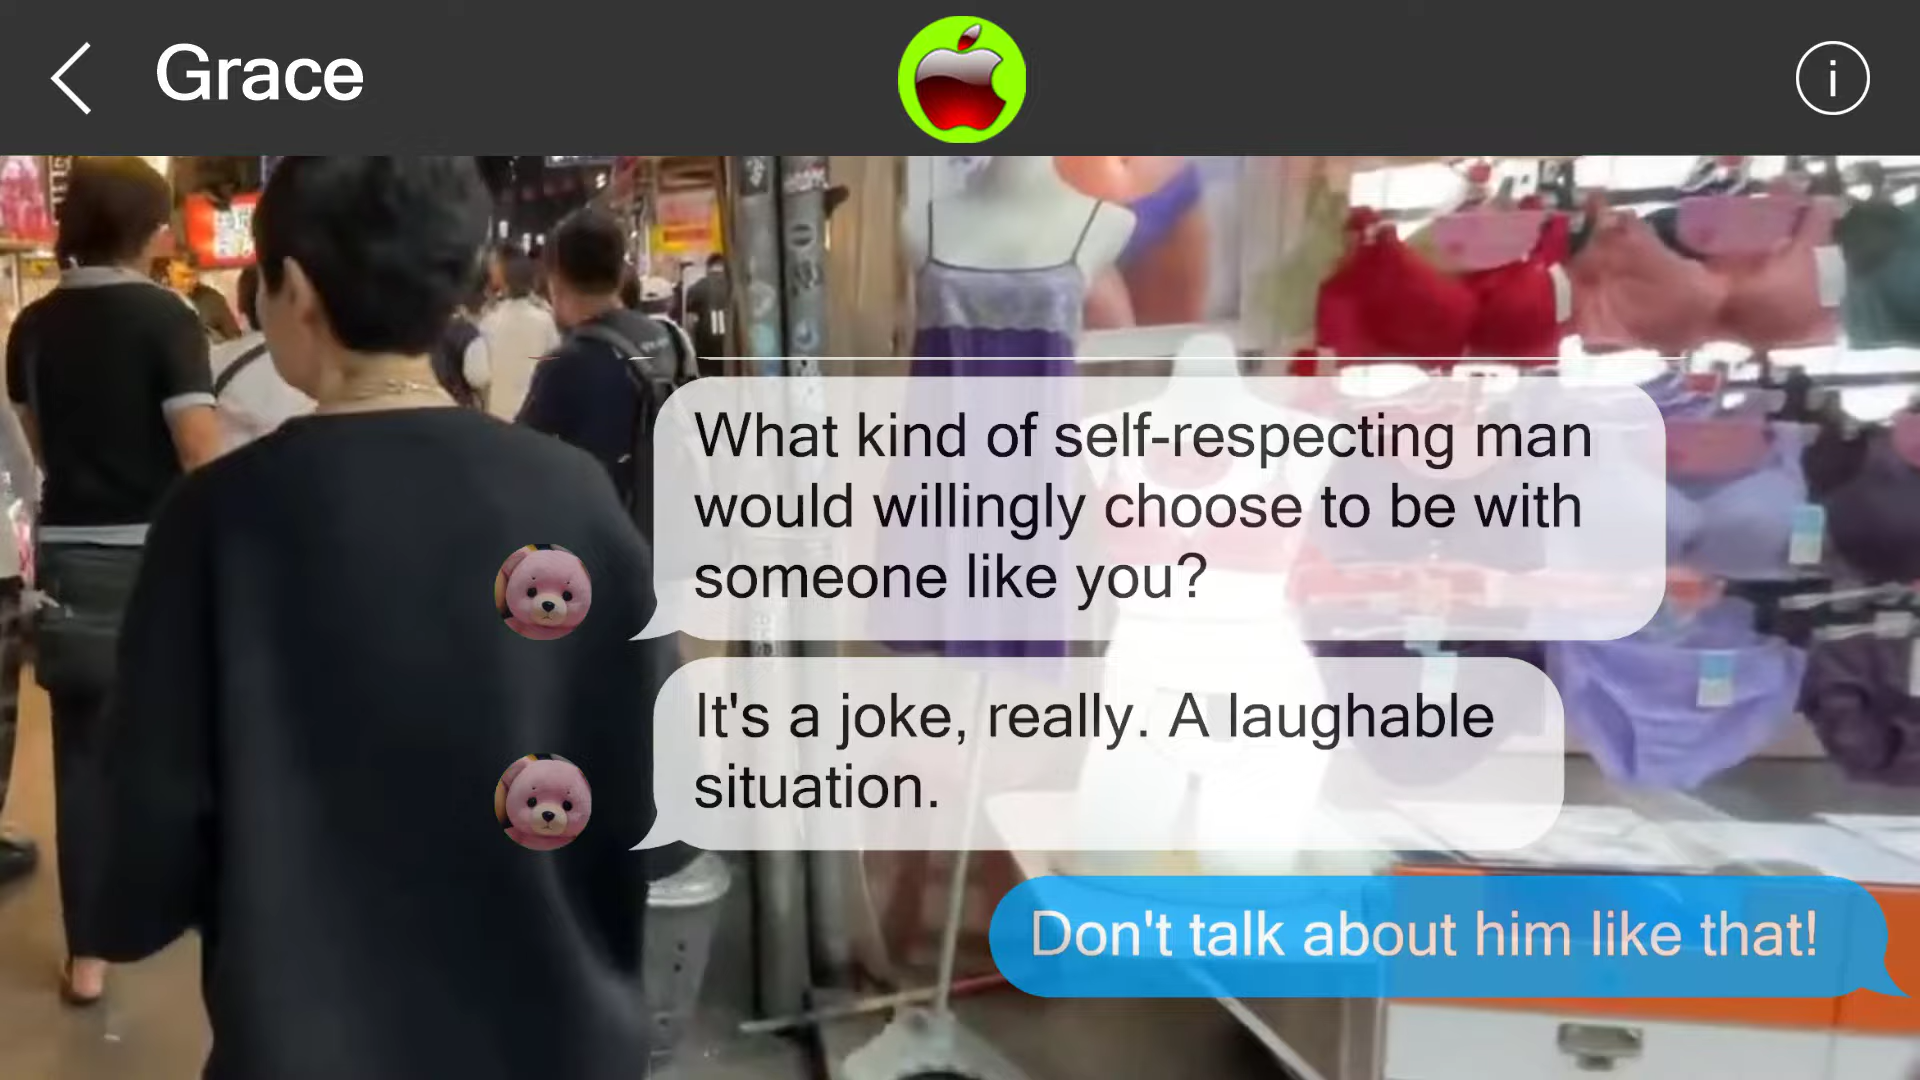 Grace
What kind of self-respecting man
would willingly choose to be with
someone like you?
It's a joke, really. A laughable
situation.
Don't talk about him like that!